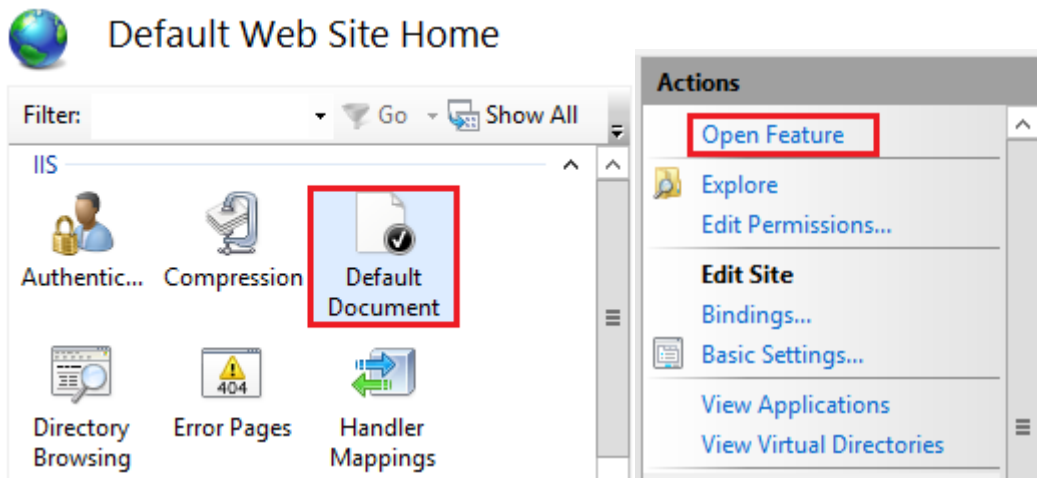 Default Web Site Home
Filter:
Go
Show All
IIS
Authentic...
Compression
Default
Document
Directory
Browsing
404
Error Pages
Handler
Mappings
Actions
Open Feature
Explore
Edit Permissions...
Edit Site
Bindings...
Basic Settings...
View Applications
View Virtual Directories